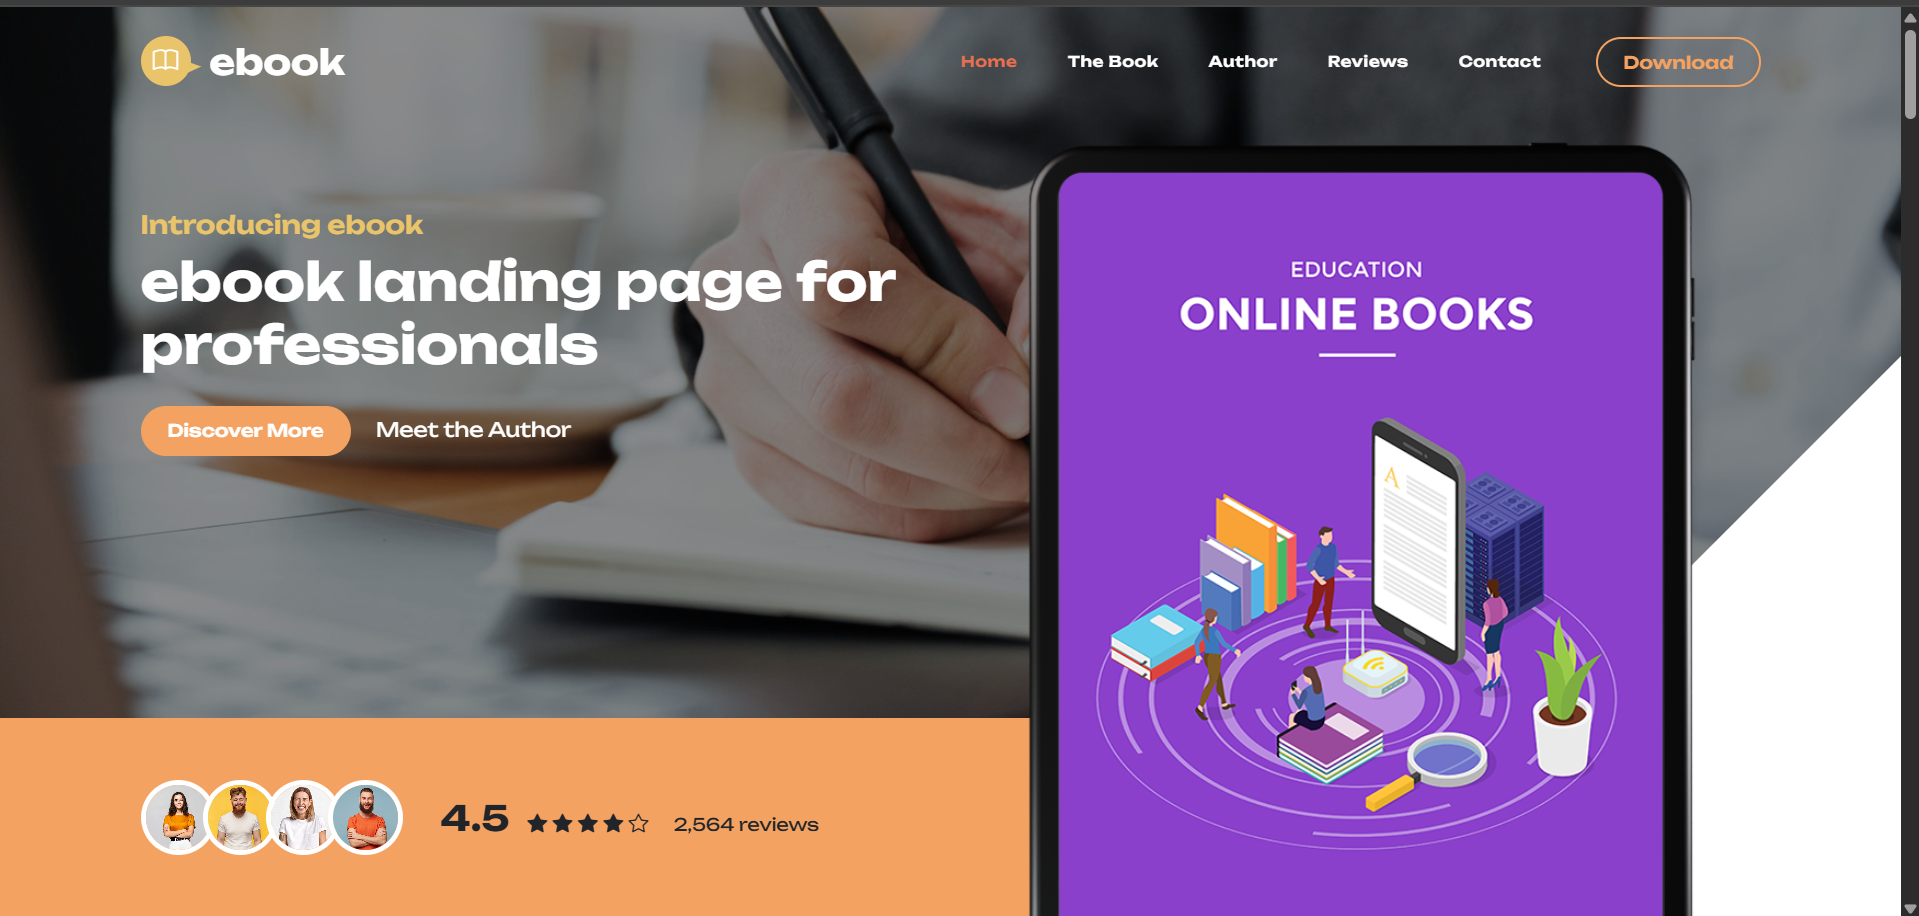 ebook
Home
The Book
Author
Reviews
Contact
Download
Introducing ebook
ebook landing page for
professionals
Discover More
Meet the Author
EDUCATION
ONLINE BOOKS
A
4.5
2,564 reviews